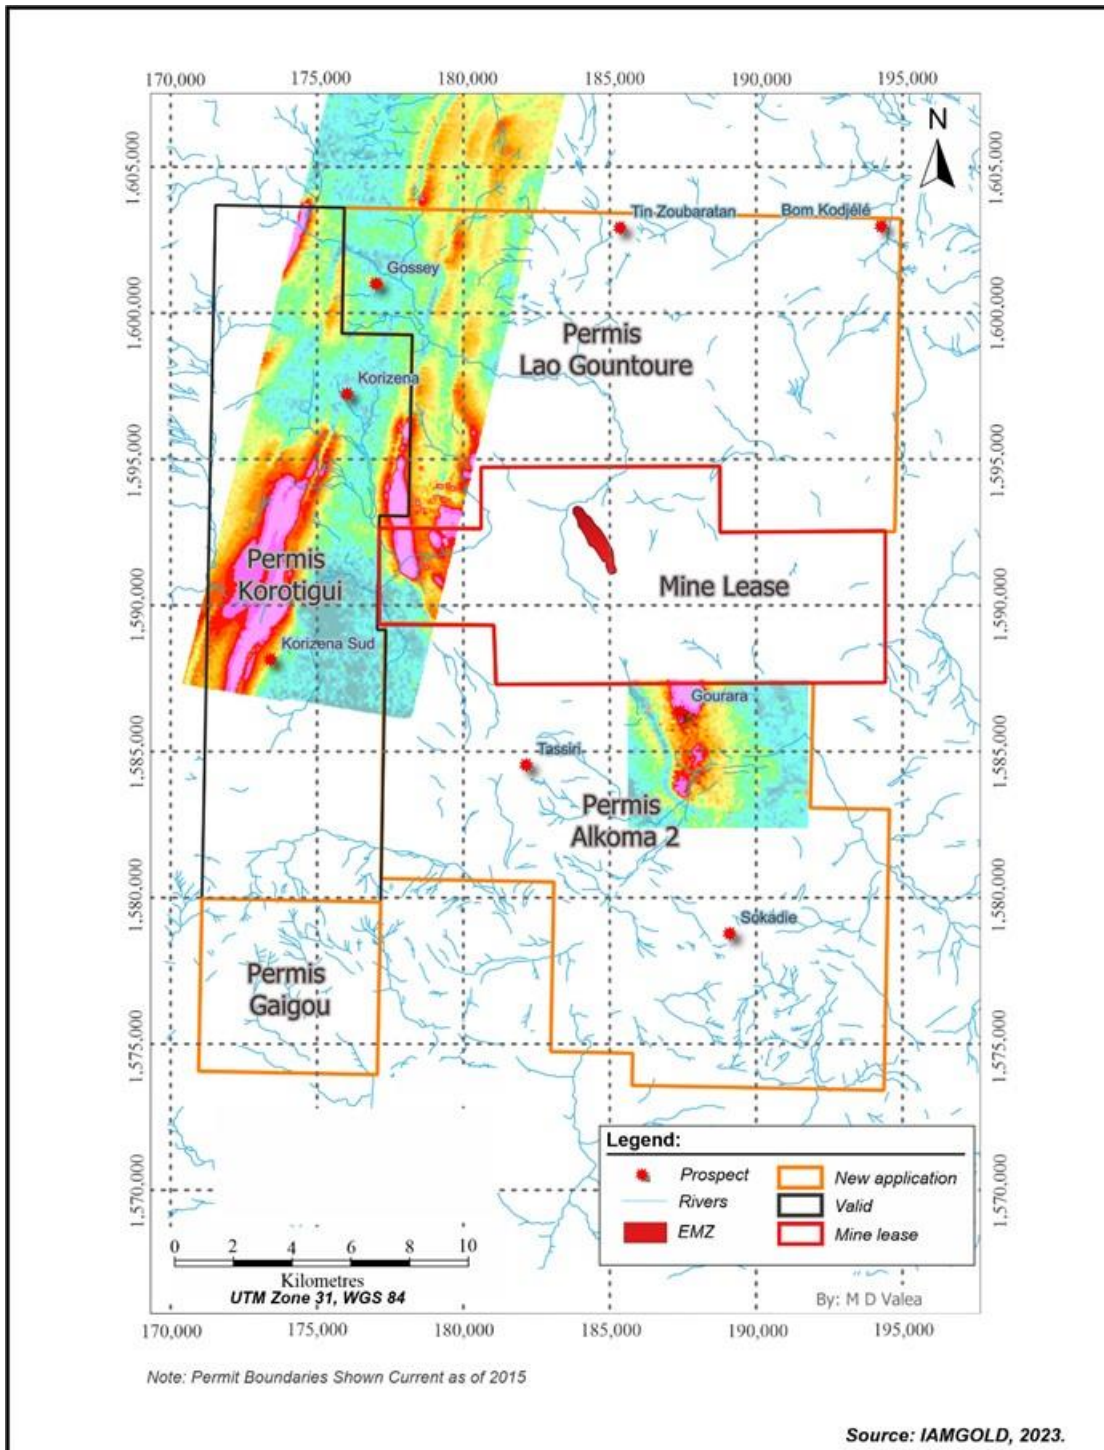 170,000 175,000 180,000 185,000 190,000 195,000
N
1,605,000 1,605,000
Tin Zoubaratan Bom Kodjélé
Gossey
1,600,000 1,600,000
Permis
Lao Gountoure
Korizena
1,595,000 1,595,000
Permis
Korotigui
Mine Lease
1,590,000 1,590,000
Korizena Sud
Gourara
Tassiri
1,585,000 1,585,000
Permis
Alkoma 2
1,580,000 1,580,000
Sokadie
Permis
Gaigou
1,575,000 1,575,000
Legend:
Prospect New application
Rivers Valid
EMZ Mine lease
1,570,000 1,570,000
0 2 4 6 8 10
Kilometres
UTM Zone 31, WGS 84
By: M D Valea
170,000 175,000 180,000 185,000 190,000 195,000
Note: Permit Boundaries Shown Current as of 2015
Source: IAMGOLD, 2023.